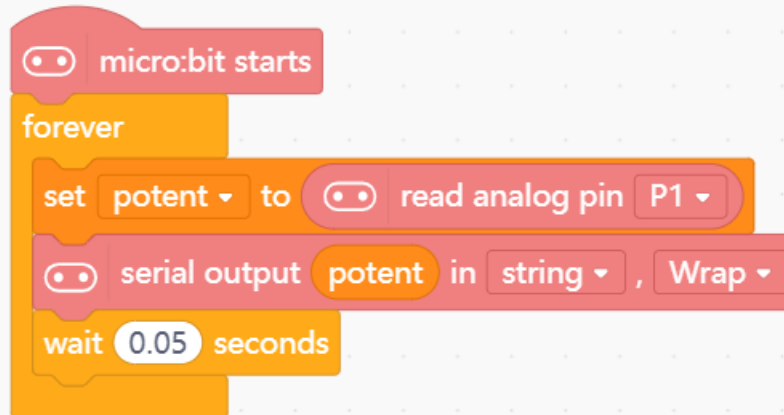 micro:bit starts
forever
set potent to read analog pin P1
serial output potent in string , Wrap
wait 0.05 seconds